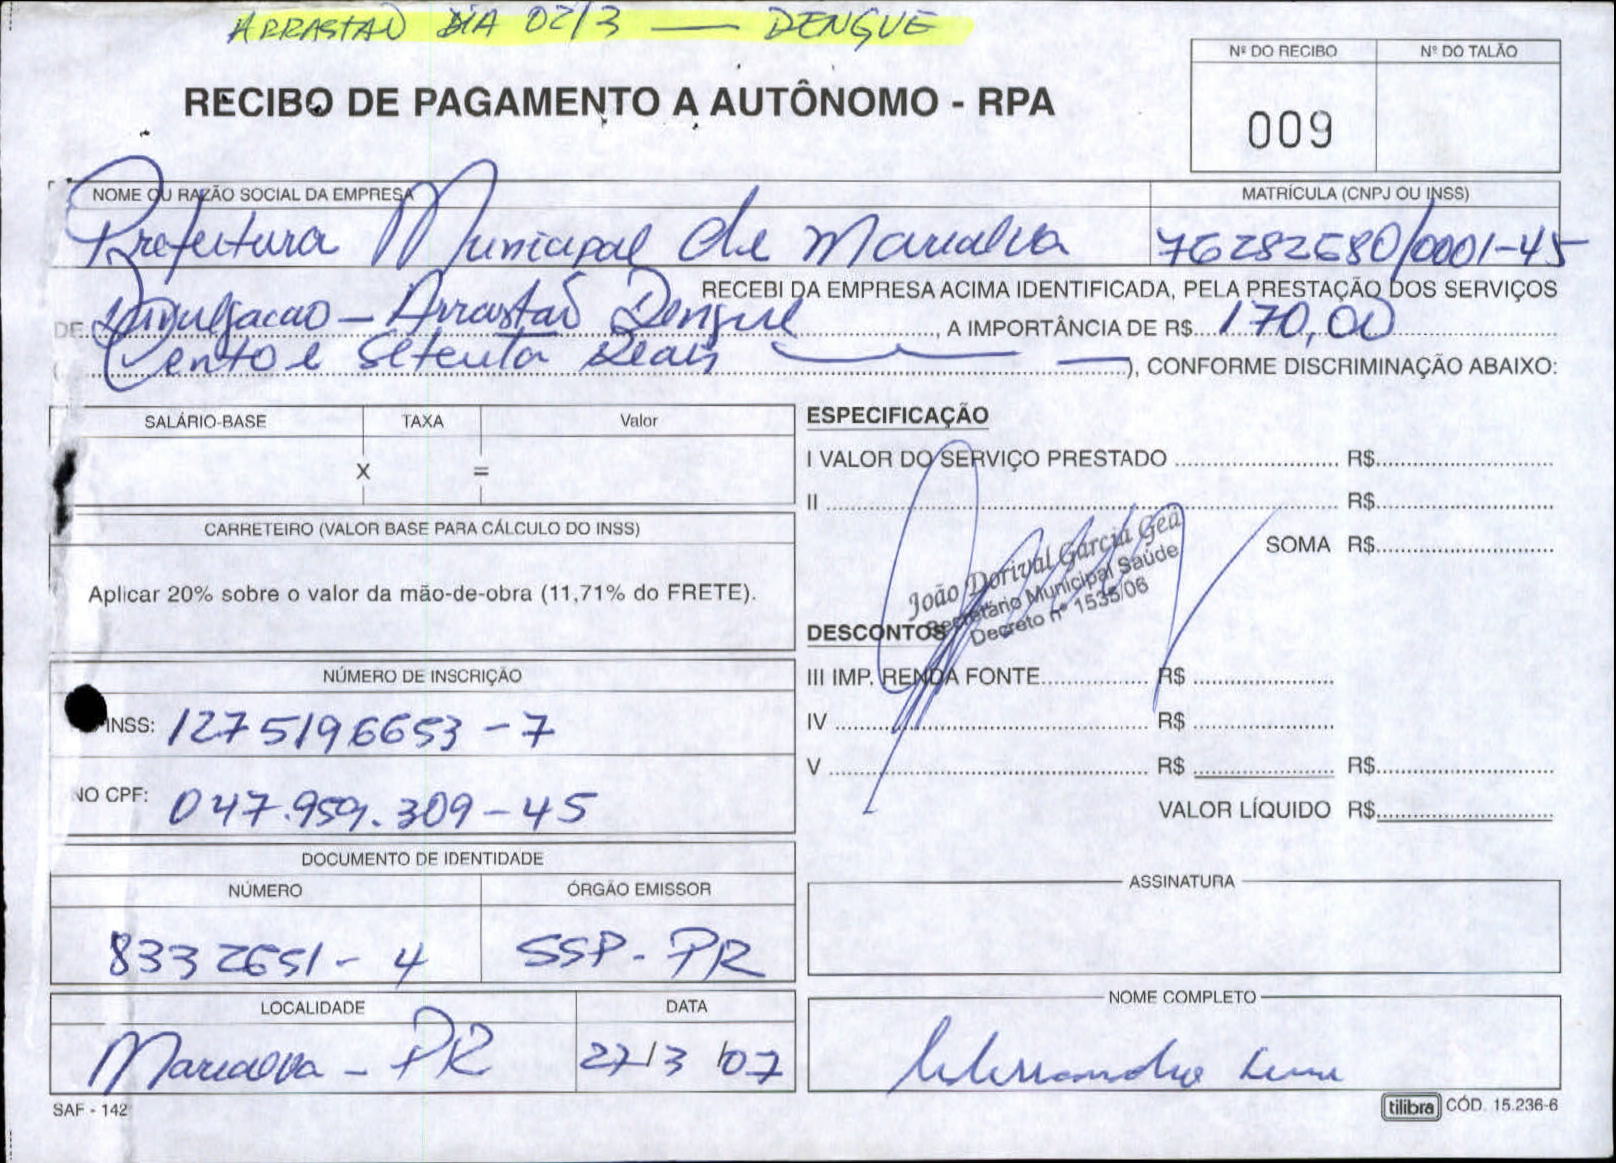 ARRASTAO DIA 02/3 — DENGUE
Nº DO RECIBO Nº DO TALÃO
009
RECIBO DE PAGAMENTO A AUTÔNOMO - RPA
NOME OU RAZÃO SOCIAL DA EMPRESA MATRÍCULA (CNPJ OU INSS)
Prefeitura Municipal de Marialva 76282680/0001-45
RECEBI DA EMPRESA ACIMA IDENTIFICADA, PELA PRESTAÇÃO DOS SERVIÇOS
DE Divulgacao - Arrastao Dengue, A IMPORTÂNCIA DE R$ 170,00
( Cento e Setenta Reais ), CONFORME DISCRIMINAÇÃO ABAIXO:
SALÁRIO-BASE TAXA Valor
X =
CARRETEIRO (VALOR BASE PARA CÁLCULO DO INSS)
Aplicar 20% sobre o valor da mão-de-obra (11,71% do FRETE).
NÚMERO DE INSCRIÇÃO
INSS: 1275196653-7
NO CPF: 047.959.309-45
DOCUMENTO DE IDENTIDADE
NÚMERO ÓRGÃO EMISSOR
8332651-4 SSP-PR
LOCALIDADE DATA
Marialva - PR 27/3/07
SAF - 142
ESPECIFICAÇÃO
I VALOR DO SERVIÇO PRESTADO R$
II R$
SOMA R$
João Dorival Garcia Gea
Secretário Municipal Saúde
Decreto nº 1535/06
DESCONTOS
III IMP. RENDA FONTE R$
IV R$
V R$ R$
VALOR LÍQUIDO R$
ASSINATURA
NOME COMPLETO
tilibra CÓD. 15.236-6